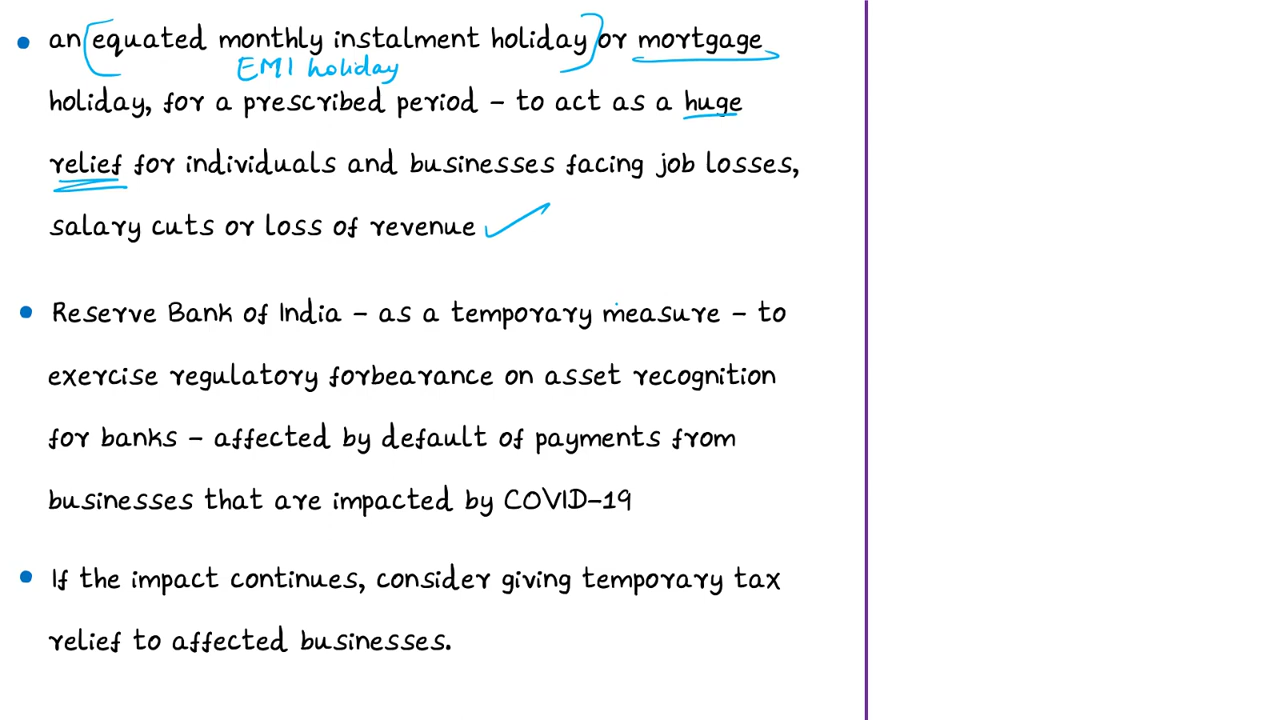 • an equated monthly instalment holiday or mortgage
EMI holiday
holiday, for a prescribed period - to act as a huge
relief for individuals and businesses facing job losses,
salary cuts or loss of revenue
• Reserve Bank of India - as a temporary measure - to
exercise regulatory forbearance on asset recognition
for banks - affected by default of payments from
businesses that are impacted by COVID-19
• If the impact continues, consider giving temporary tax
relief to affected businesses.